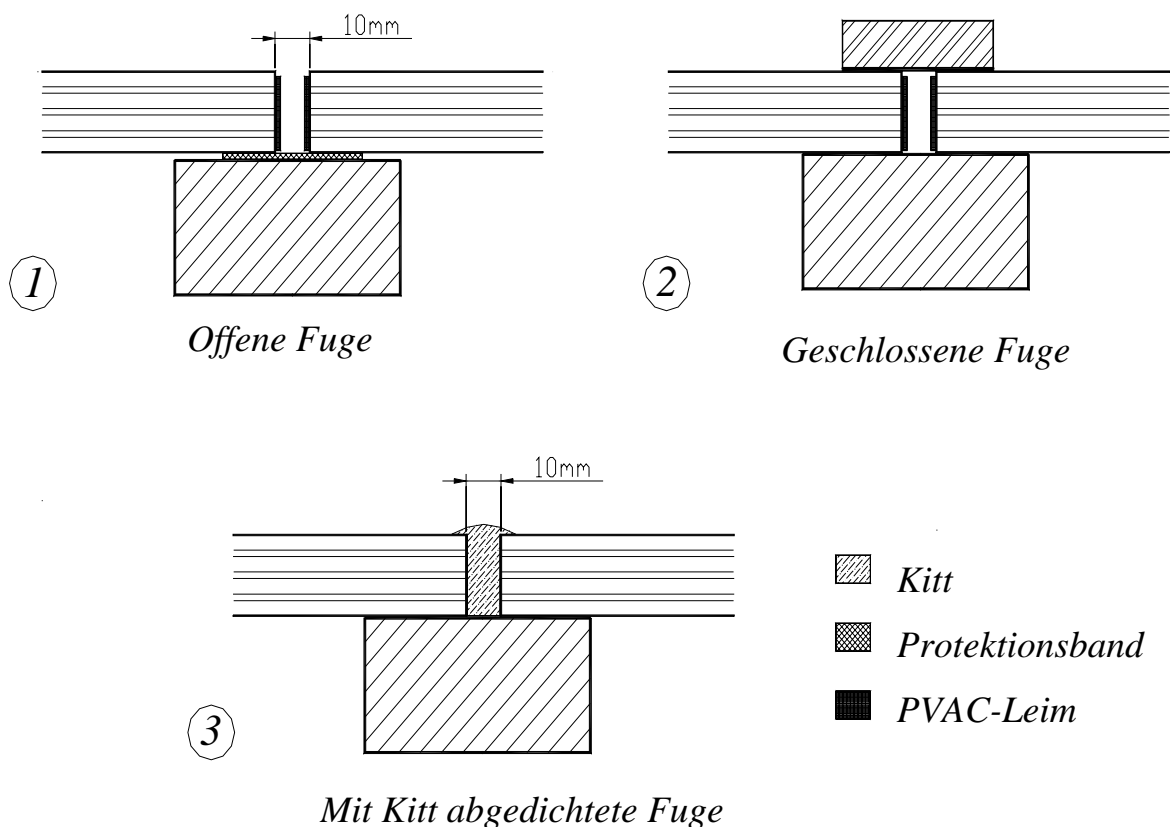 10mm
1
Offene Fuge
2
Geschlossene Fuge
10mm
3
Mit Kitt abgedichtete Fuge
Kitt
Protektionsband
PVAC-Leim